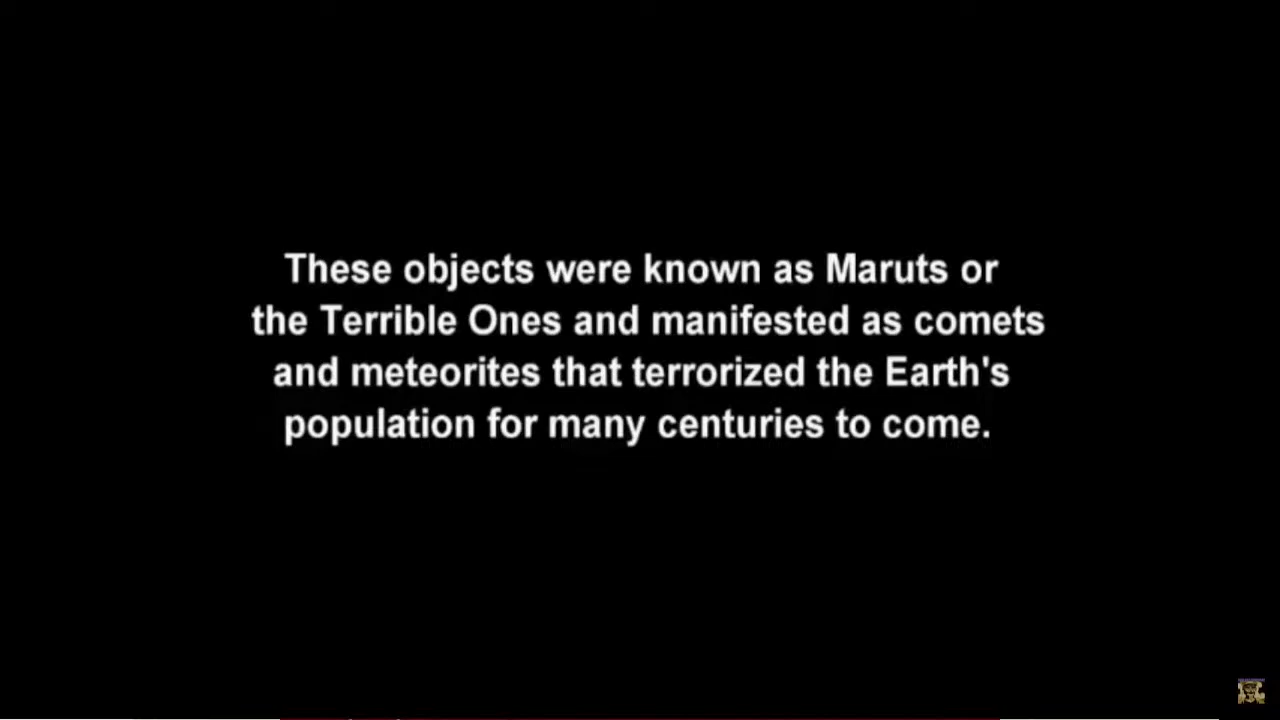 These objects were known as Maruts or
the Terrible Ones and manifested as comets
and meteorites that terrorized the Earth's
population for many centuries to come.